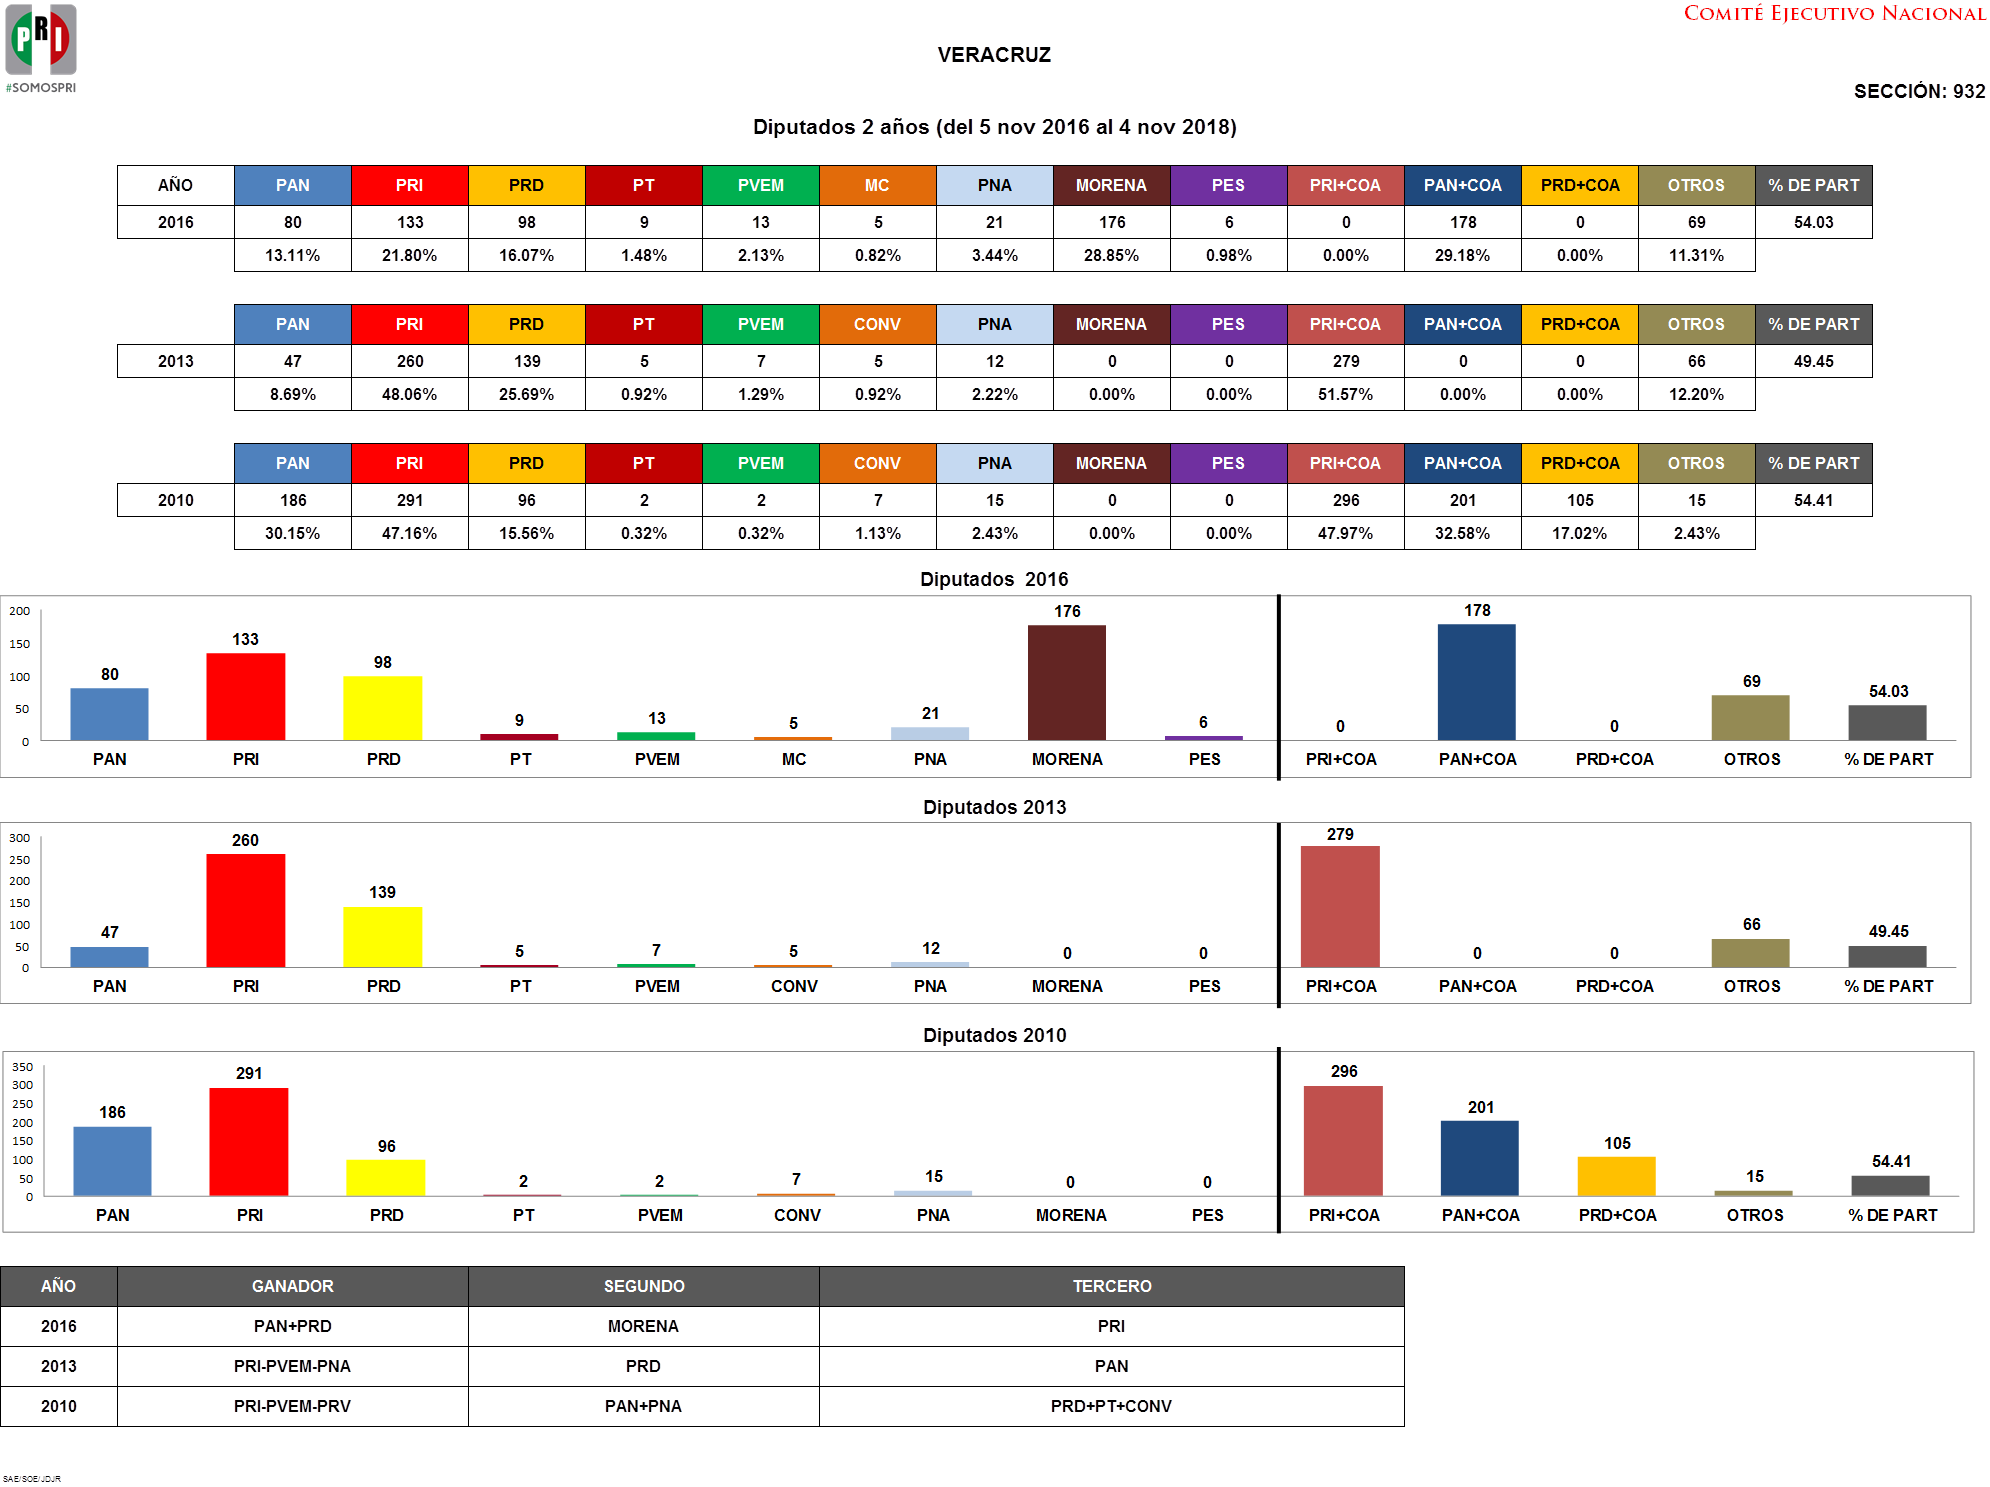 PRI
#SOMOSPRI
COMITÉ EJECUTIVO NACIONAL
VERACRUZ
SECCIÓN: 932
Diputados 2 años (del 5 nov 2016 al 4 nov 2018)
AÑO PAN PRI PRD PT PVEM MC PNA MORENA PES PRI+COA PAN+COA PRD+COA OTROS % DE PART
2016 80 133 98 9 13 5 21 176 6 0 178 0 69 54.03
13.11% 21.80% 16.07% 1.48% 2.13% 0.82% 3.44% 28.85% 0.98% 0.00% 29.18% 0.00% 11.31%
PAN PRI PRD PT PVEM CONV PNA MORENA PES PRI+COA PAN+COA PRD+COA OTROS % DE PART
2013 47 260 139 5 7 5 12 0 0 279 0 0 66 49.45
8.69% 48.06% 25.69% 0.92% 1.29% 0.92% 2.22% 0.00% 0.00% 51.57% 0.00% 0.00% 12.20%
PAN PRI PRD PT PVEM CONV PNA MORENA PES PRI+COA PAN+COA PRD+COA OTROS % DE PART
2010 186 291 96 2 2 7 15 0 0 296 201 105 15 54.41
30.15% 47.16% 15.56% 0.32% 0.32% 1.13% 2.43% 0.00% 0.00% 47.97% 32.58% 17.02% 2.43%
Diputados 2016
200
150
100
50
0
80 133 98 9 13 5 21 176 6 0 178 0 69 54.03
PAN PRI PRD PT PVEM MC PNA MORENA PES PRI+COA PAN+COA PRD+COA OTROS % DE PART
Diputados 2013
300
250
200
150
100
50
0
47 260 139 5 7 5 12 0 0 279 0 0 66 49.45
PAN PRI PRD PT PVEM CONV PNA MORENA PES PRI+COA PAN+COA PRD+COA OTROS % DE PART
Diputados 2010
350
300
250
200
150
100
50
0
186 291 96 2 2 7 15 0 0 296 201 105 15 54.41
PAN PRI PRD PT PVEM CONV PNA MORENA PES PRI+COA PAN+COA PRD+COA OTROS % DE PART
AÑO GANADOR SEGUNDO TERCERO
2016 PAN+PRD MORENA PRI
2013 PRI-PVEM-PNA PRD PAN
2010 PRI-PVEM-PRV PAN+PNA PRD+PT+CONV
SAE/SOE/JDJR